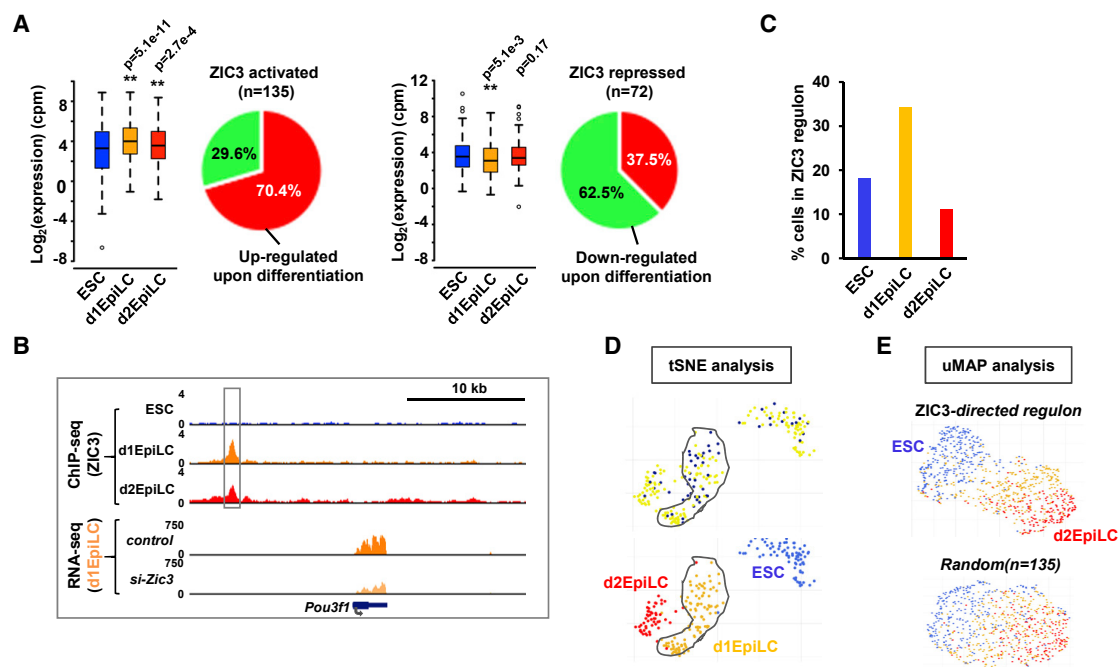 A
Log2(expression) (cpm)
8
4
0
-4
-8
p=5.1e-11
**
p=2.7e-4
**
ESC
d1EpiLC
d2EpiLC
ZIC3 activated
(n=135)
29.6%
70.4%
Up-regulated
upon differentiation
Log2(expression) (cpm)
12
8
4
0
-4
-8
p=5.1e-3
**
p=0.17
ESC
d1EpiLC
d2EpiLC
ZIC3 repressed
(n=72)
37.5%
62.5%
Down-regulated
upon differentiation
C
% cells in ZIC3 regulon
40
30
20
10
0
ESC
d1EpiLC
d2EpiLC
B
10 kb
ChIP-seq
(ZIC3)
4
ESC
0
4
d1EpiLC
0
4
d2EpiLC
0
RNA-seq
(d1EpiLC)
750
control
0
750
si-Zic3
0
Pou3f1
D
tSNE analysis
ESC
d2EpiLC
d1EpiLC
E
uMAP analysis
ZIC3-directed regulon
ESC
d2EpiLC
Random(n=135)